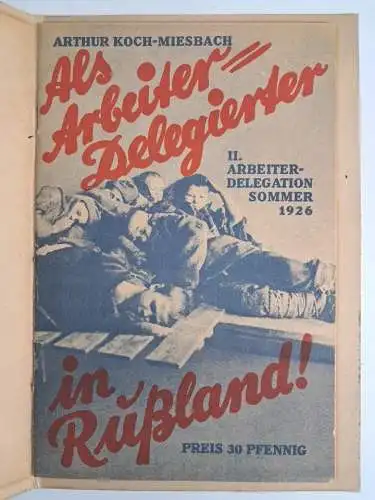 ARTHUR KOCH-MIESBACH
Als
Arbeiter=
Delegierter
II.
ARBEITER-
DELEGATION
SOMMER
1926
in
Rußland!
PREIS 30 PFENNIG